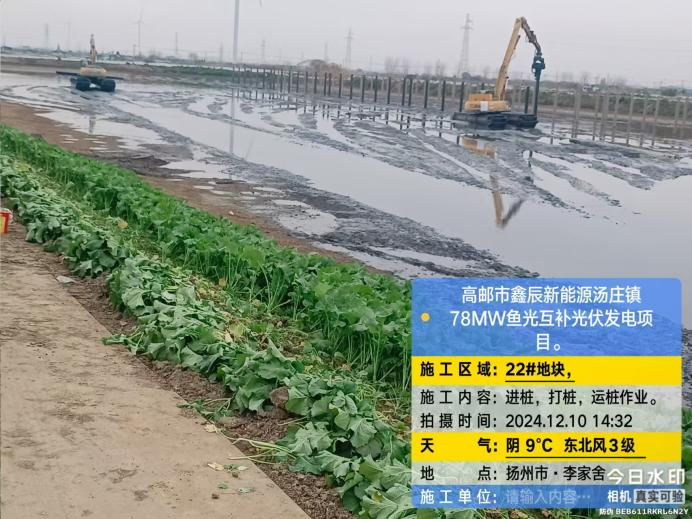 高邮市鑫辰新能源汤庄镇
78MW鱼光互补光伏发电项
目。
施工区域：22#地块，
施工内容：进桩，打桩，运桩作业。
拍摄时间：2024.12.10 14:32
天 气：阴 9℃ 东北风3级
地 点：扬州市·李家舍
今日水印
施工单位：请输入内容…
相机 真实可验
防伪 BEB611RKRL6N2Y